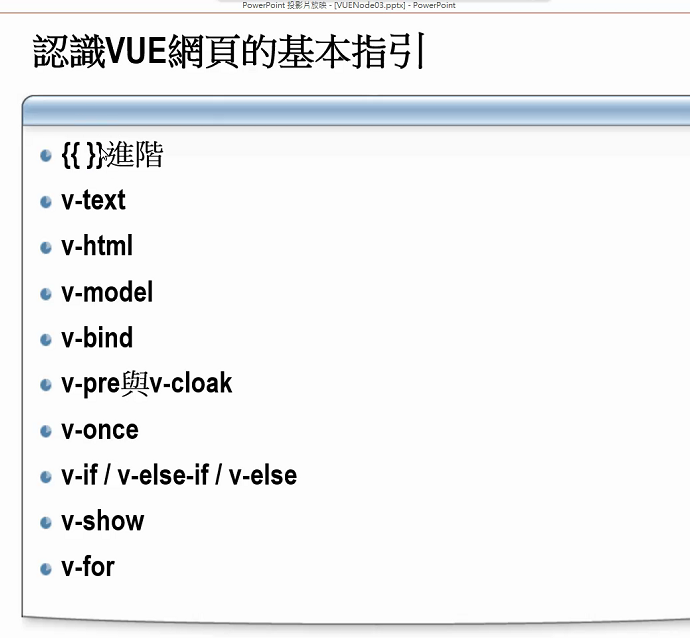 PowerPoint 投影片放映 - [VUENode03.pptx] - PowerPoint
認識VUE網頁的基本指引
{{ }}進階
v-text
v-html
v-model
v-bind
v-pre與v-cloak
v-once
v-if / v-else-if / v-else
v-show
v-for